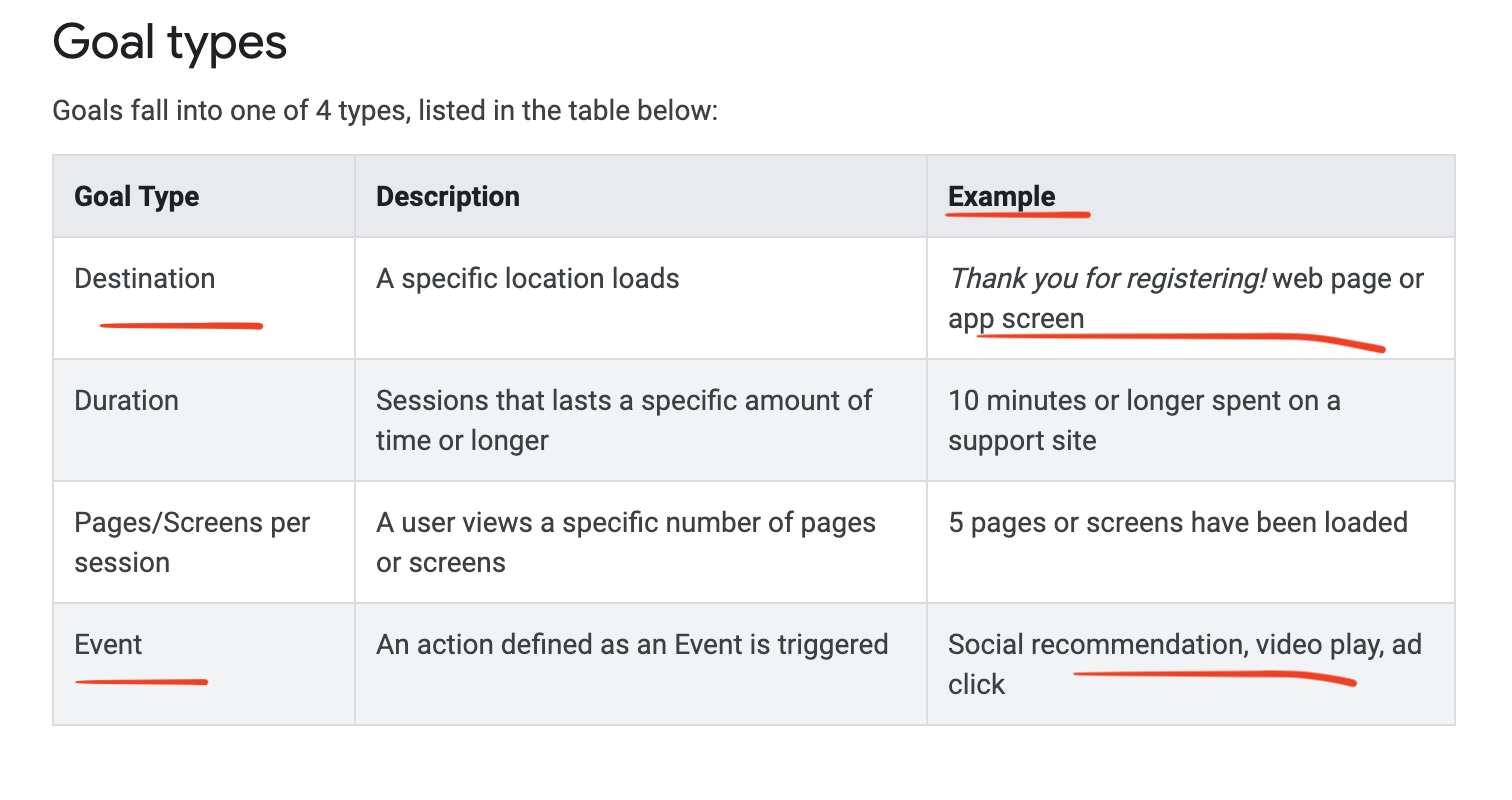 Goal types
Goals fall into one of 4 types, listed in the table below:
Goal Type
Description
Example
Destination
A specific location loads
Thank you for registering! web page or
app screen
Duration
Sessions that lasts a specific amount of
time or longer
10 minutes or longer spent on a
support site
Pages/Screens per
session
A user views a specific number of pages
or screens
5 pages or screens have been loaded
Event
An action defined as an Event is triggered
Social recommendation, video play, ad
click